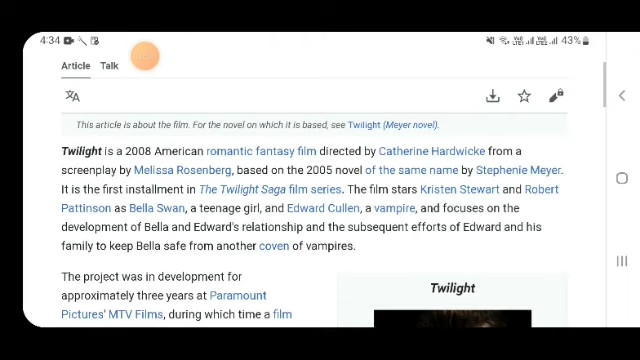 4:34 43%
Article Talk
This article is about the film. For the novel on which it is based, see Twilight (Meyer novel).
Twilight is a 2008 American romantic fantasy film directed by Catherine Hardwicke from a
screenplay by Melissa Rosenberg, based on the 2005 novel of the same name by Stephenie Meyer.
It is the first installment in The Twilight Saga film series. The film stars Kristen Stewart and Robert
Pattinson as Bella Swan, a teenage girl, and Edward Cullen, a vampire, and focuses on the
development of Bella and Edward's relationship and the subsequent efforts of Edward and his
family to keep Bella safe from another coven of vampires.
The project was in development for
approximately three years at Paramount
Pictures' MTV Films, during which time a film
Twilight